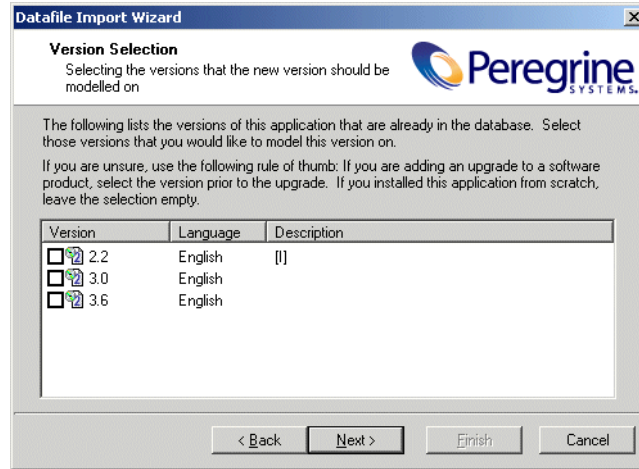 Datafile Import Wizard
Version Selection
Selecting the versions that the new version should be
modelled on
Peregrine
SYSTEMS.
The following lists the versions of this application that are already in the database. Select
those versions that you would like to model this version on.
If you are unsure, use the following rule of thumb: If you are adding an upgrade to a software
product, select the version prior to the upgrade. If you installed this application from scratch,
leave the selection empty.
Version Language Description
2.2 English [I]
3.0 English
3.6 English
< Back Next > Finish Cancel